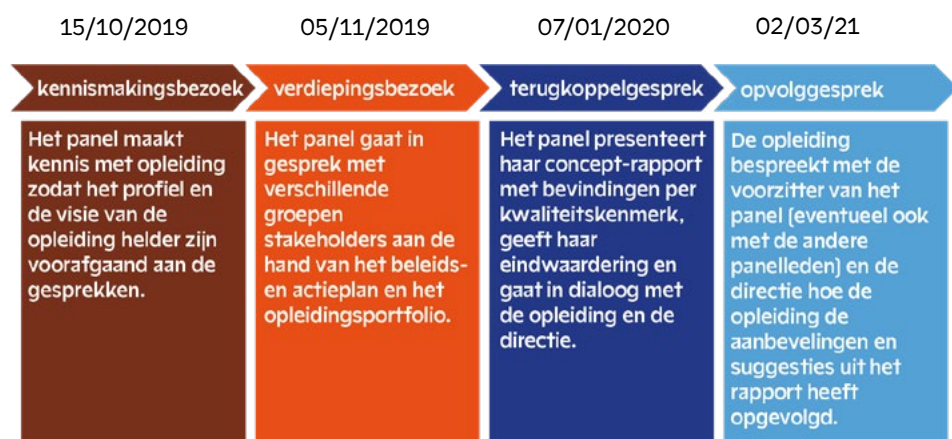 15/10/2019
05/11/2019
07/01/2020
02/03/21
kennismakingsbezoek
verdiepingsbezoek
terugkoppelgesprek
opvolggesprek
Het panel maakt
kennis met opleiding
zodat het profiel en
de visie van de
opleiding helder zijn
voorafgaand aan de
gesprekken.
Het panel gaat in
gesprek met
verschillende
groepen
stakeholders aan de
hand van het beleids-
en actieplan en het
opleidingsportfolio.
Het panel presenteert
haar concept-rapport
met bevindingen per
kwaliteitskenmerk,
geeft haar
eindwaardering en
gaat in dialoog met
de opleiding en de
directie.
De opleiding
bespreekt met de
voorzitter van het
panel (eventueel ook
met de andere
panelleden) en de
directie hoe de
opleiding de
aanbevelingen en
suggesties uit het
rapport heeft
opgevolgd.